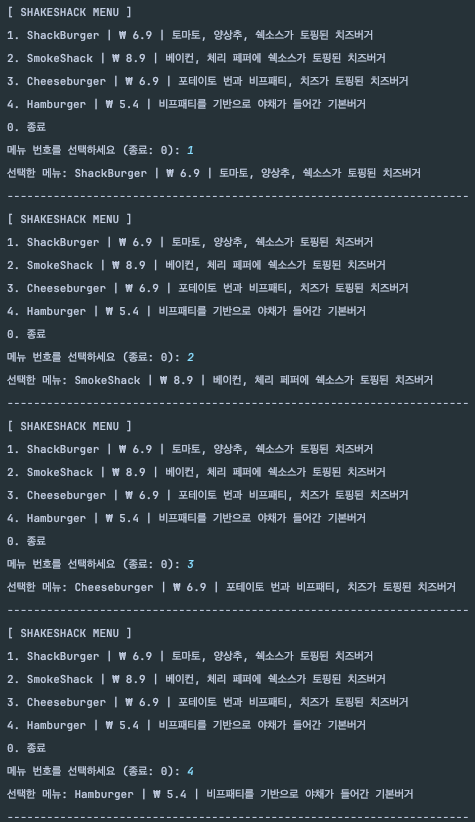 [ SHAKESHACK MENU ]
1. ShackBurger | ₩ 6.9 | 토마토, 양상추, 쉑소스가 토핑된 치즈버거
2. SmokeShack | ₩ 8.9 | 베이컨, 체리 페퍼에 쉑소스가 토핑된 치즈버거
3. Cheeseburger | ₩ 6.9 | 포테이토 번과 비프패티, 치즈가 토핑된 치즈버거
4. Hamburger | ₩ 5.4 | 비프패티를 기반으로 야채가 들어간 기본버거
0. 종료
메뉴 번호를 선택하세요 (종료: 0): 1
선택한 메뉴: ShackBurger | ₩ 6.9 | 토마토, 양상추, 쉑소스가 토핑된 치즈버거
----------------------------------------------------------------------
[ SHAKESHACK MENU ]
1. ShackBurger | ₩ 6.9 | 토마토, 양상추, 쉑소스가 토핑된 치즈버거
2. SmokeShack | ₩ 8.9 | 베이컨, 체리 페퍼에 쉑소스가 토핑된 치즈버거
3. Cheeseburger | ₩ 6.9 | 포테이토 번과 비프패티, 치즈가 토핑된 치즈버거
4. Hamburger | ₩ 5.4 | 비프패티를 기반으로 야채가 들어간 기본버거
0. 종료
메뉴 번호를 선택하세요 (종료: 0): 2
선택한 메뉴: SmokeShack | ₩ 8.9 | 베이컨, 체리 페퍼에 쉑소스가 토핑된 치즈버거
----------------------------------------------------------------------
[ SHAKESHACK MENU ]
1. ShackBurger | ₩ 6.9 | 토마토, 양상추, 쉑소스가 토핑된 치즈버거
2. SmokeShack | ₩ 8.9 | 베이컨, 체리 페퍼에 쉑소스가 토핑된 치즈버거
3. Cheeseburger | ₩ 6.9 | 포테이토 번과 비프패티, 치즈가 토핑된 치즈버거
4. Hamburger | ₩ 5.4 | 비프패티를 기반으로 야채가 들어간 기본버거
0. 종료
메뉴 번호를 선택하세요 (종료: 0): 3
선택한 메뉴: Cheeseburger | ₩ 6.9 | 포테이토 번과 비프패티, 치즈가 토핑된 치즈버거
----------------------------------------------------------------------
[ SHAKESHACK MENU ]
1. ShackBurger | ₩ 6.9 | 토마토, 양상추, 쉑소스가 토핑된 치즈버거
2. SmokeShack | ₩ 8.9 | 베이컨, 체리 페퍼에 쉑소스가 토핑된 치즈버거
3. Cheeseburger | ₩ 6.9 | 포테이토 번과 비프패티, 치즈가 토핑된 치즈버거
4. Hamburger | ₩ 5.4 | 비프패티를 기반으로 야채가 들어간 기본버거
0. 종료
메뉴 번호를 선택하세요 (종료: 0): 4
선택한 메뉴: Hamburger | ₩ 5.4 | 비프패티를 기반으로 야채가 들어간 기본버거
----------------------------------------------------------------------